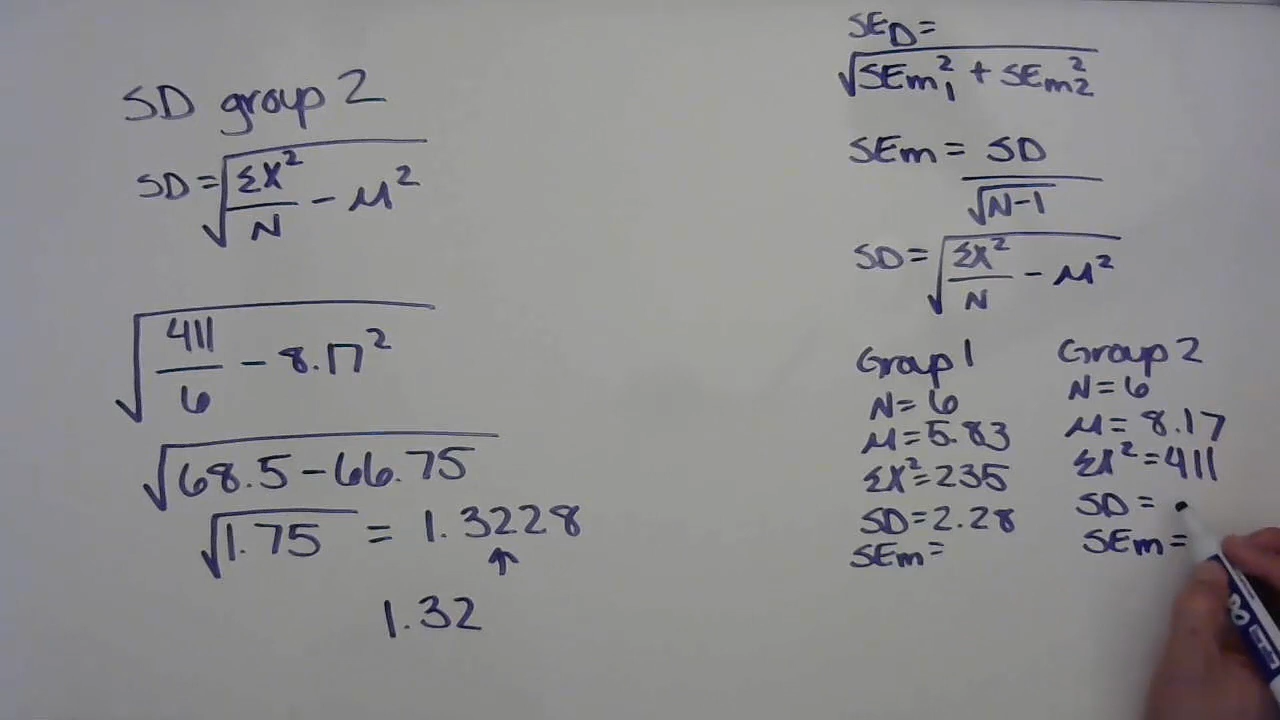 SD group 2
SD = √(ΣX²/N − μ²)
√(411/6 − 8.17²)
√(68.5 − 66.75)
√1.75 = 1.3228
↑
1.32
SE_D =
√(SEm₁² + SEm₂²)
SEm = SD/√(N−1)
SD = √(ΣX²/N − μ²)
Group 1
N = 6
μ = 5.83
ΣX² = 235
SD = 2.28
SEm =
Group 2
N = 6
μ = 8.17
ΣX² = 411
SD =
SEm =